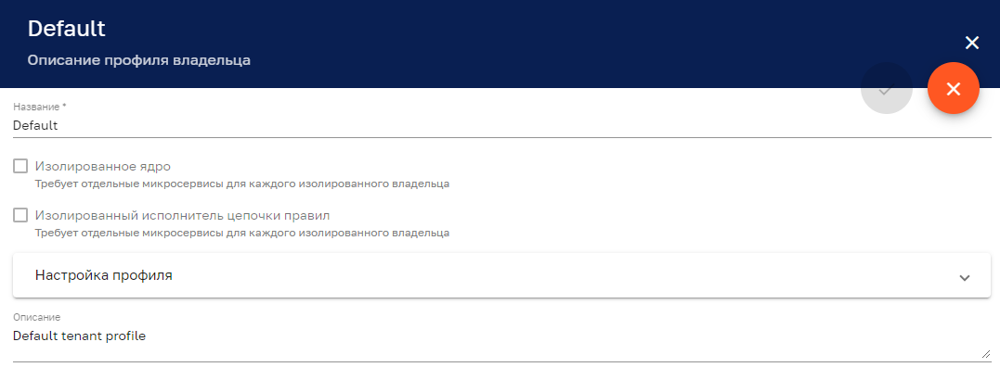 Default
Описание профиля владельца
Название *
Default
Изолированное ядро
Требует отдельные микросервисы для каждого изолированного владельца
Изолированный исполнитель цепочки правил
Требует отдельные микросервисы для каждого изолированного владельца
Настройка профиля
Описание
Default tenant profile